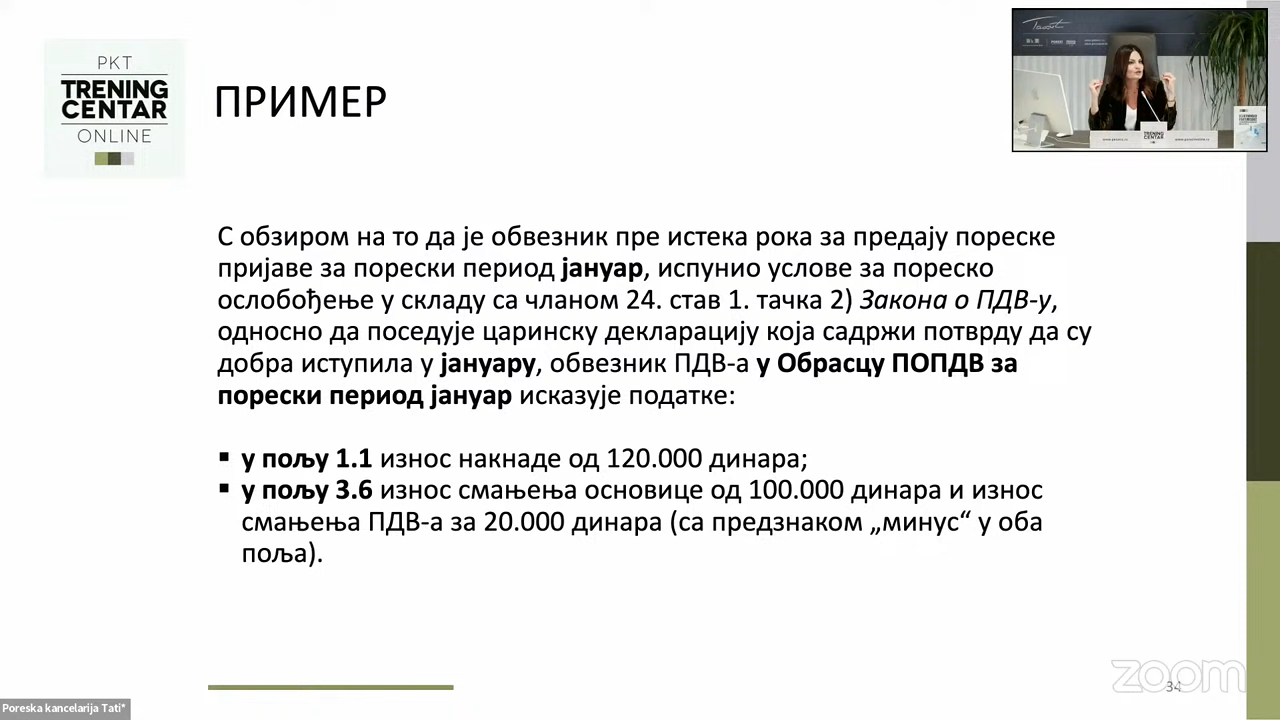 PKT
TRENING
CENTAR
ONLINE
ПРИМЕР
С обзиром на то да је обвезник пре истека рока за предају пореске
пријаве за порески период јануар, испунио услове за пореско
ослобођење у складу са чланом 24. став 1. тачка 2) Закона о ПДВ-у,
односно да поседује царинску декларацију која садржи потврду да су
добра иступила у јануару, обвезник ПДВ-а у Обрасцу ПОПДВ за
порески период јануар исказује податке:
▪ у пољу 1.1 износ накнаде од 120.000 динара;
▪ у пољу 3.6 износ смањења основице од 100.000 динара и износ
смањења ПДВ-а за 20.000 динара (са предзнаком „минус“ у оба
поља).
TRENING
CENTAR
zoom
34
Poreska kancelarija Tati*